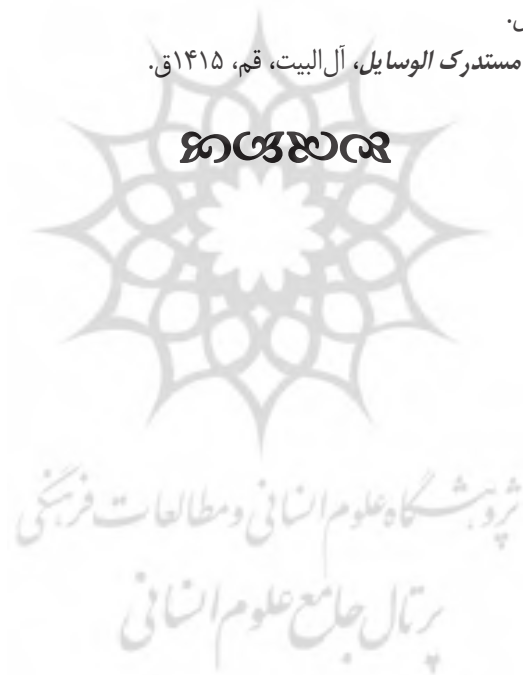 مستدرک الوسایل، آل‌البیت، قم، ۱۴۱۵ق.
پژوهشگاه علوم انسانی و مطالعات فرهنگی
پرتال جامع علوم انسانی